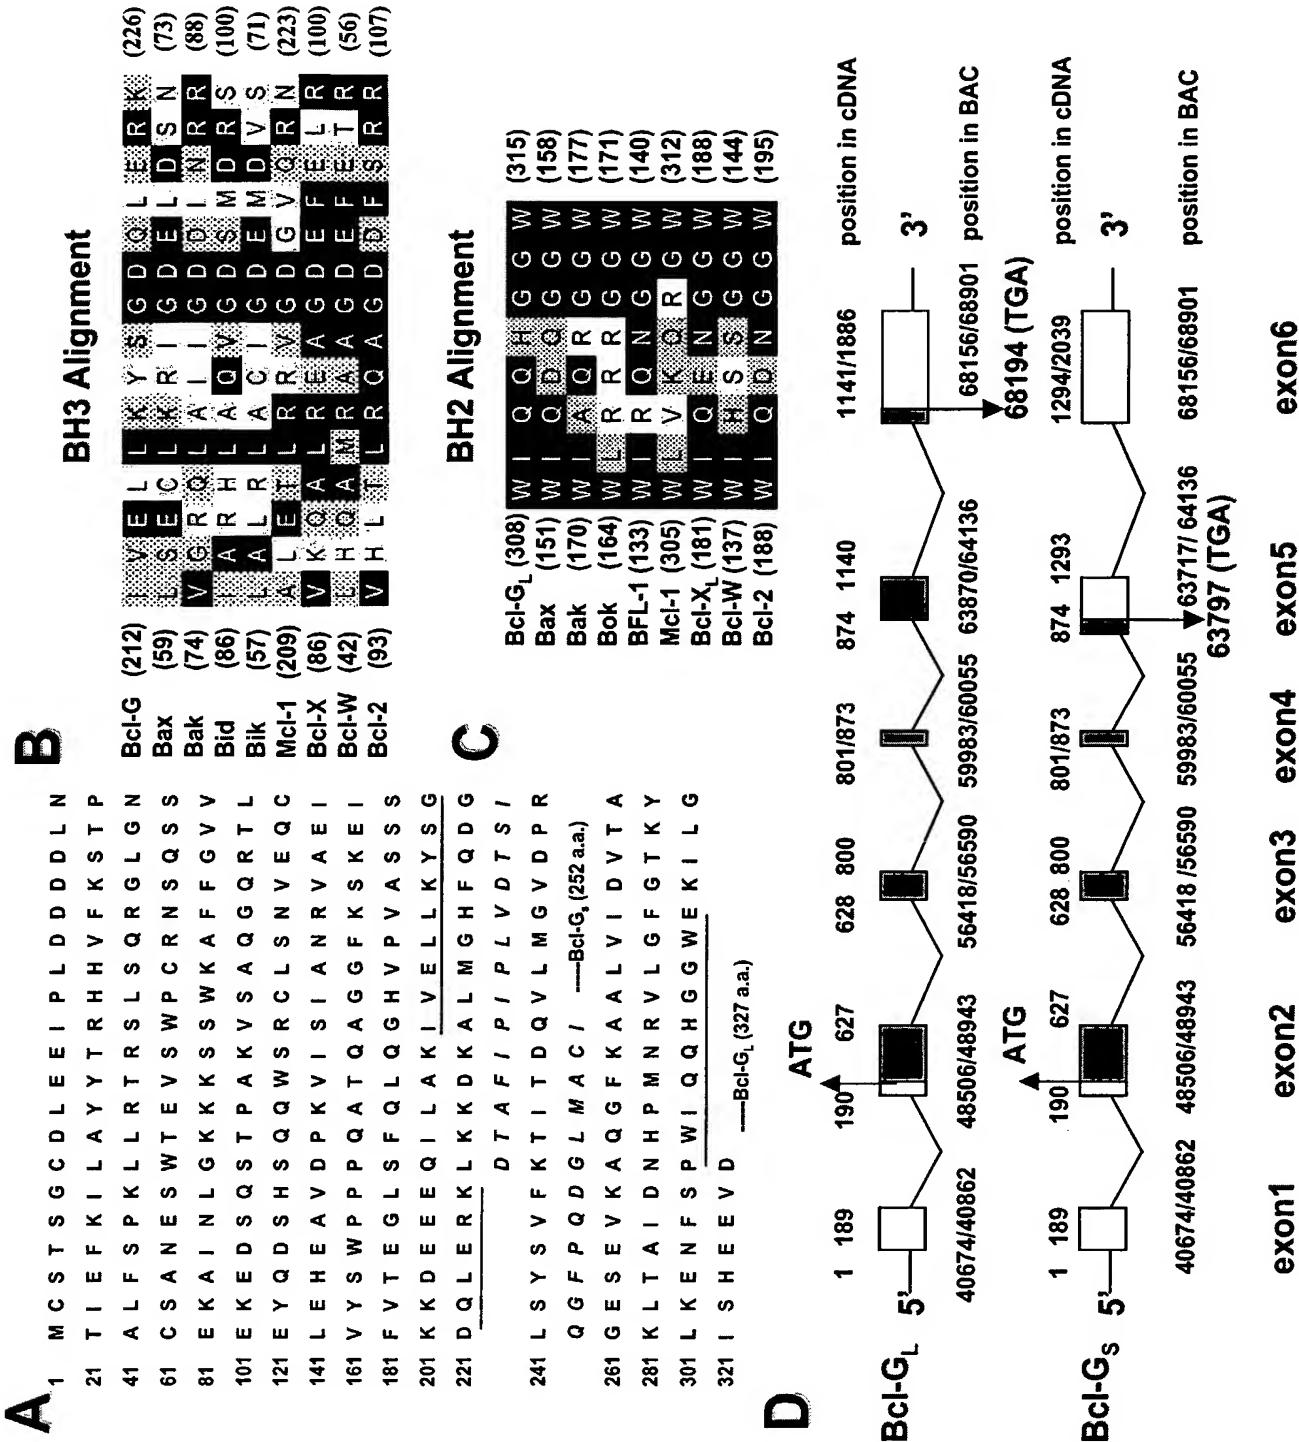 A
1 M C S T S G C D L E E I P L D D D D L N
21 T I E F K I L A Y Y T R H H V F K S T P
41 A L F S P K L L R T R S L S Q R G L G N
61 C S A N E S W T E V S W P C R N S Q S S
81 E K A I N L G K K K S S W K A F F G V V
101 E K E D S Q S T P A K V S A Q G Q R T L
121 E Y Q D S H S Q Q W S R C L S N V E Q C
141 L E H E A V D P K V I S I A N R V A E I
161 V Y S W P P P Q A T Q A G G F K S K E I
181 F V T E G L S F Q L Q G H V P V A S S S
201 K K D E E E Q I L A K I V E L L K Y S G
221 D Q L E R K L K K D K A L M G H F Q D G
D T A F I P I P L V D T S I
241 L S Y S V F K T I T D Q V L M G V D P R
Q G F P Q D G L M A C I ----Bcl-Gs (252 a.a.)
261 G E S E V K A Q G F K A A L V I D V T A
281 K L T A I D N H P M N R V L G F G T K Y
301 L K E N F S P W I Q Q H G G W E K I L G
321 I S H E E V D ----Bcl-GL (327 a.a.)
B
BH3 Alignment
Bcl-G (212) I V E L L K Y S G D Q L E R K (226)
Bax (59) L S E C L K R I G D E L D S N (73)
Bak (74) V G R Q L A I I G D D I N R R (88)
Bid (86) I A R H L A Q V G D S M D R S (100)
Bik (57) L A L R L A C I G D E M D V S (71)
Mcl-1 (209) A L E T L R R V G D G V Q R N (223)
Bcl-X (86) V K Q A L R E A G D E F E L R (100)
Bcl-W (42) L H Q A M R A A G D E F E T R (56)
Bcl-2 (93) V H L T L R Q A G D D F S R R (107)
C
BH2 Alignment
Bcl-GL (308) W I Q Q H G G W (315)
Bax (151) W I Q D Q G G W (158)
Bak (170) W I A Q R G G W (177)
Bok (164) W L R R R G G W (171)
BFL-1 (133) W I R Q N G G W (140)
Mcl-1 (305) W L V K Q R G W (312)
Bcl-XL (181) W I Q E N G G W (188)
Bcl-W (137) W I H S S G G W (144)
Bcl-2 (188) W I Q D N G G W (195)
D
ATG
1 189 190 627 628 800 801/873 874 1140 1141/1886 position in cDNA
Bcl-GL 5' 3'
40674/40862 48506/48943 56418/56590 59983/60055 63870/64136 68156/68901 position in BAC
68194 (TGA)
ATG
1 189 190 627 628 800 801/873 874 1293 1294/2039 position in cDNA
Bcl-GS 5' 3'
40674/40862 48506/48943 56418 /56590 59983/60055 63717/ 64136 68156/68901 position in BAC
63797 (TGA)
exon1 exon2 exon3 exon4 exon5 exon6